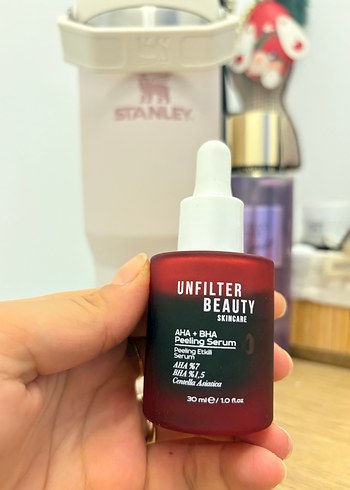 STANLEY
UNFILTER
BEAUTY
SKINCARE
AHA + BHA
Peeling Serum
Peeling Etkili
Serum
AHA %7
BHA %1,5
Centella Asiatica
30 ml ℮ / 1.0 fl.oz